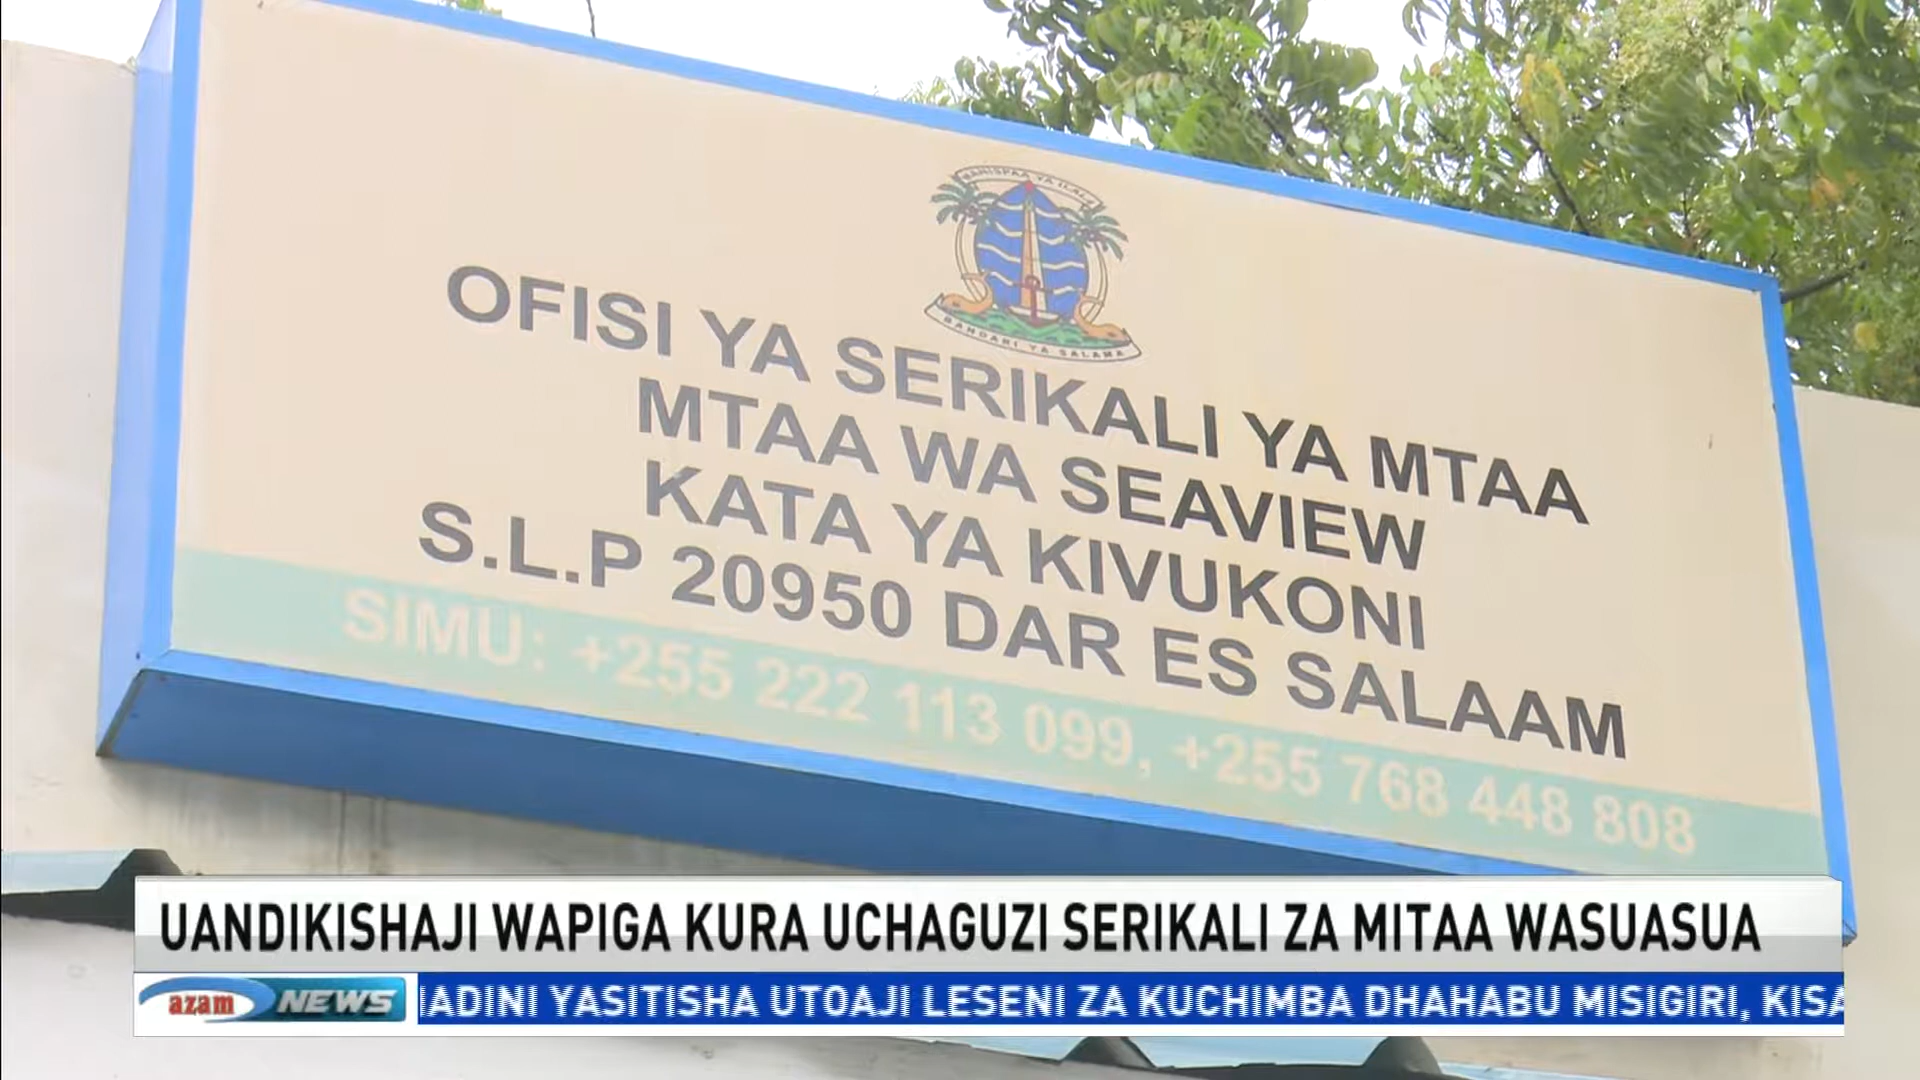 MANISPAA YA ILALA
BANDARI YA SALAMA
OFISI YA SERIKALI YA MTAA
MTAA WA SEAVIEW
KATA YA KIVUKONI
S.L.P 20950 DAR ES SALAAM
SIMU: +255 222 113 099, +255 768 448 808
UANDIKISHAJI WAPIGA KURA UCHAGUZI SERIKALI ZA MITAA WASUASUA
azam NEWS
YASITISHA UTOAJI LESENI ZA KUCHIMBA DHAHABU MISIGIRI,